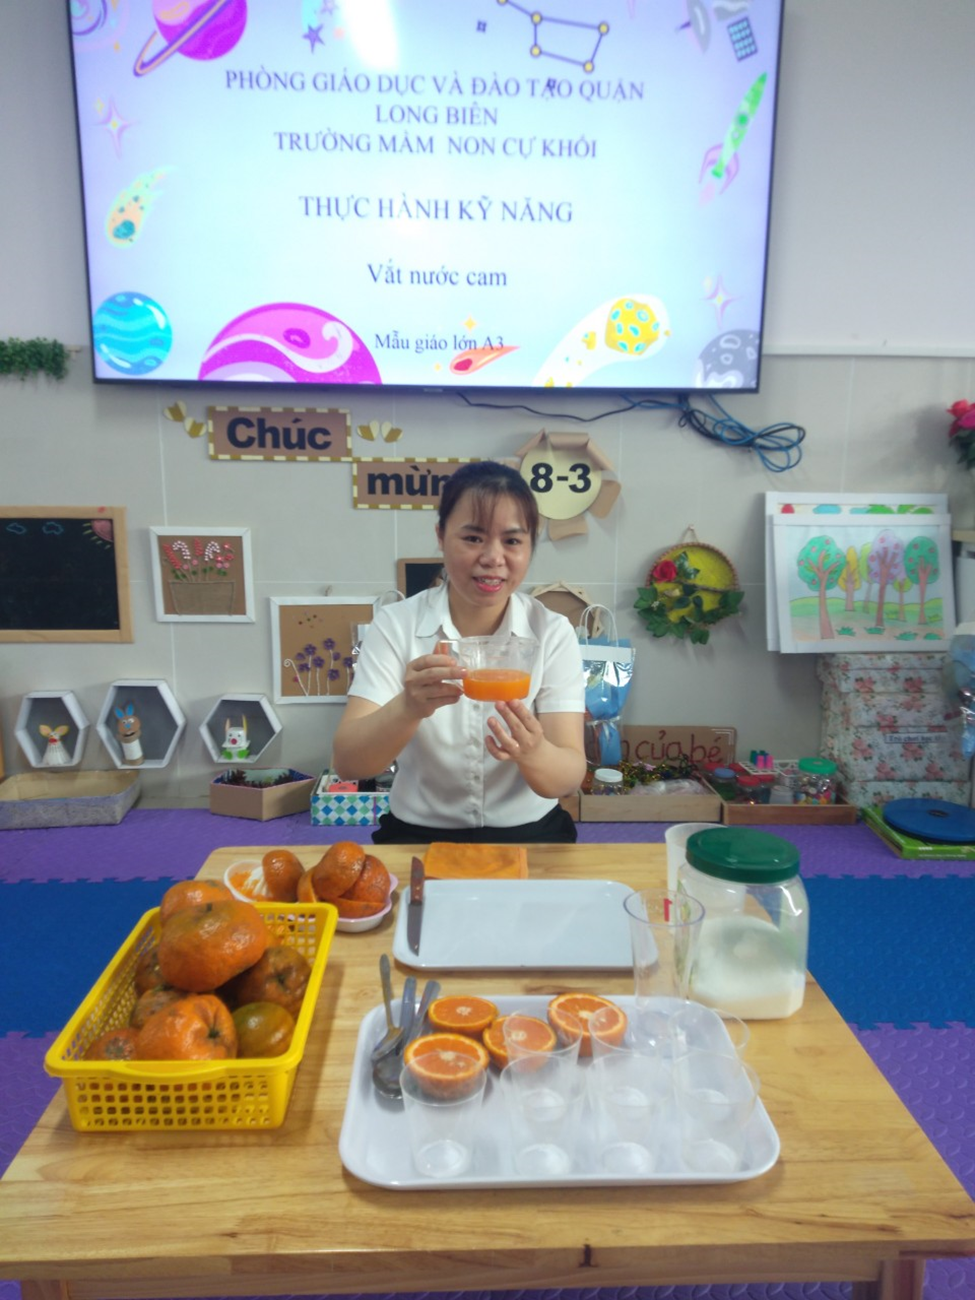 PHÒNG GIÁO DỤC VÀ ĐÀO TẠO QUẬN
LONG BIÊN
TRƯỜNG MẦM NON CỰ KHỐI
THỰC HÀNH KỸ NĂNG
Vắt nước cam
Mẫu giáo lớn A3
Chúc
mừn
8-3
của bé
1